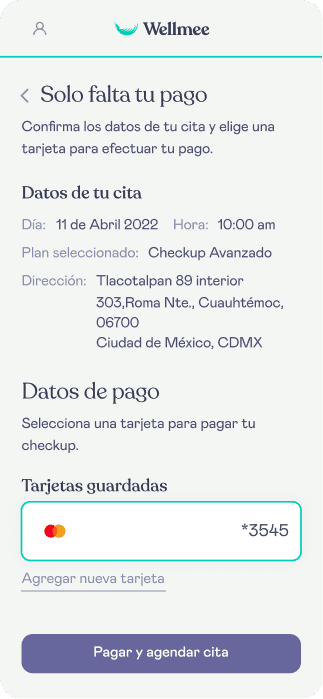 Wellmee
Solo falta tu pago
Confirma los datos de tu cita y elige una
tarjeta para efectuar tu pago.
Datos de tu cita
Día: 11 de Abril 2022 Hora: 10:00 am
Plan seleccionado: Checkup Avanzado
Dirección: Tlacotalpan 89 interior
303,Roma Nte., Cuauhtémoc,
06700
Ciudad de México, CDMX
Datos de pago
Selecciona una tarjeta para pagar tu
checkup.
Tarjetas guardadas
*3545
Agregar nueva tarjeta
Pagar y agendar cita